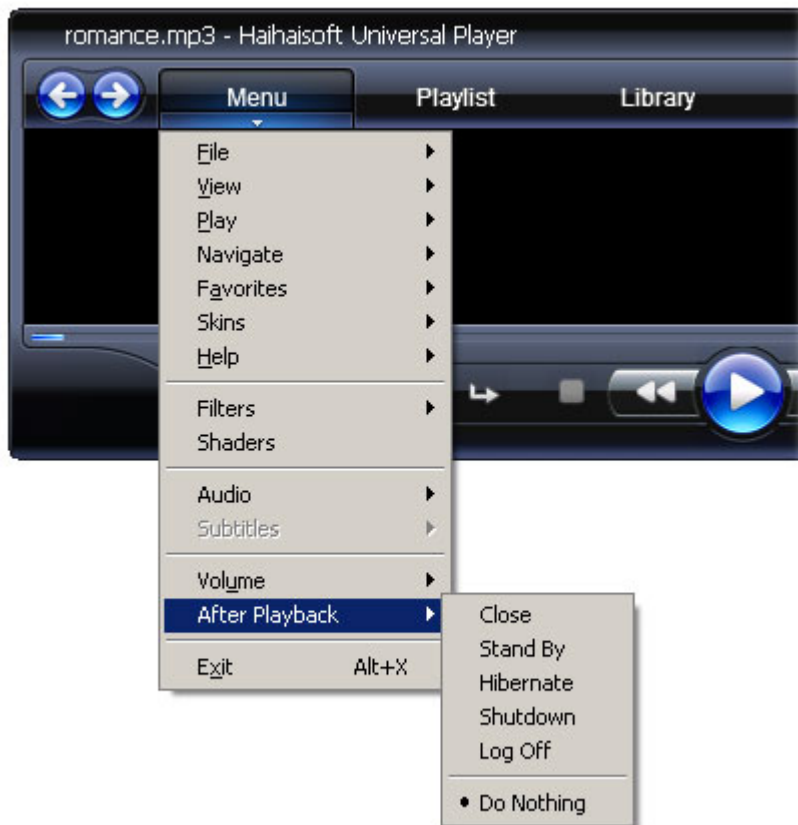 romance.mp3 - Haihaisoft Universal Player
Menu Playlist Library
File
View
Play
Navigate
Favorites
Skins
Help
Filters
Shaders
Audio
Subtitles
Volume
After Playback
Exit Alt+X
Close
Stand By
Hibernate
Shutdown
Log Off
Do Nothing